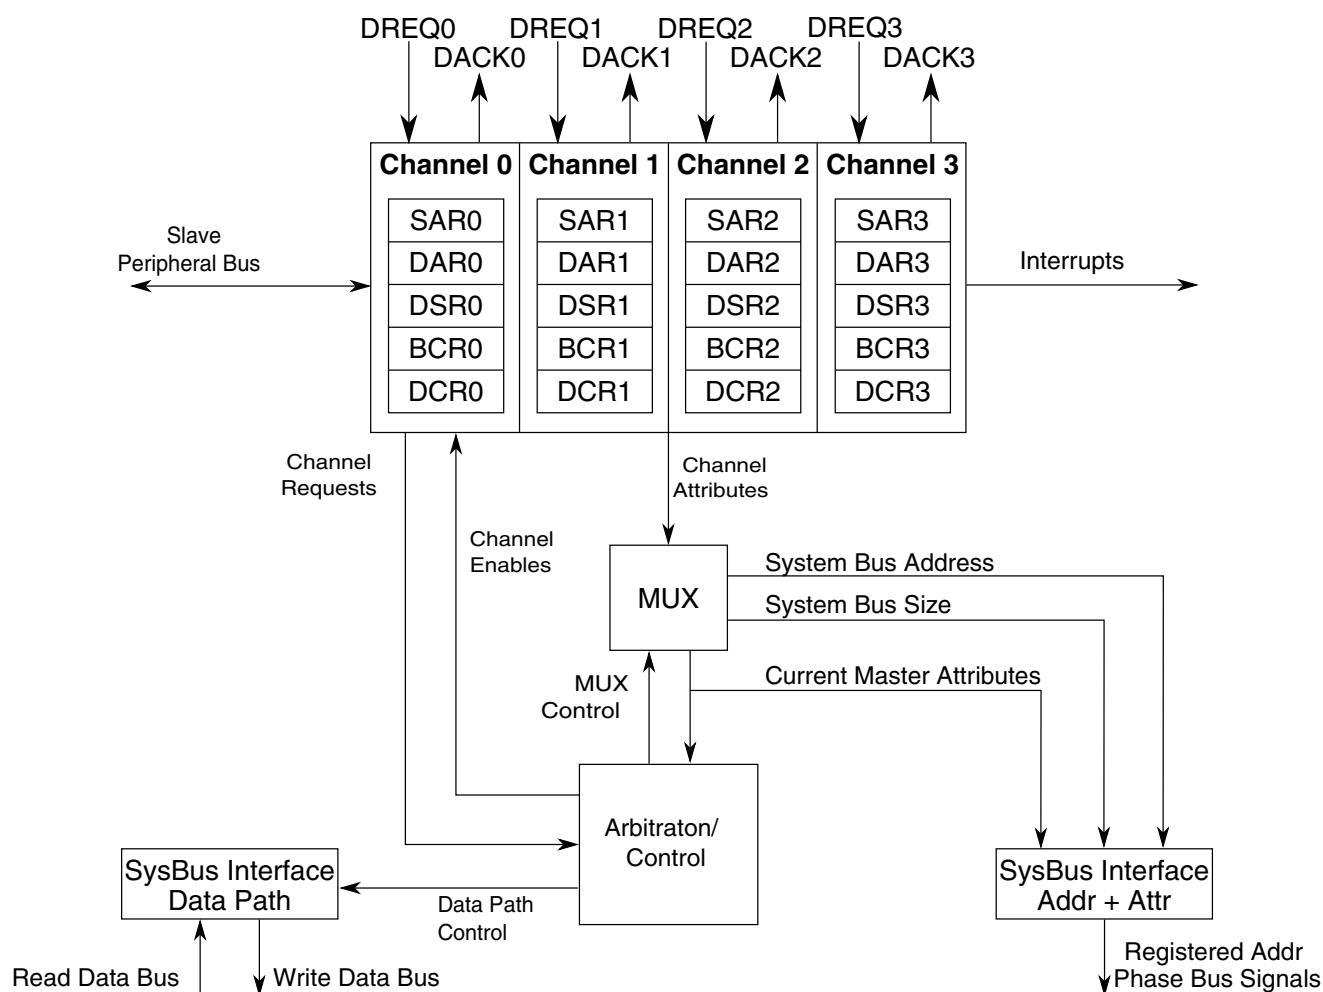 DREQ0 DREQ1 DREQ2 DREQ3
DACK0 DACK1 DACK2 DACK3
Channel 0 Channel 1 Channel 2 Channel 3
SAR0 SAR1 SAR2 SAR3
DAR0 DAR1 DAR2 DAR3
DSR0 DSR1 DSR2 DSR3
BCR0 BCR1 BCR2 BCR3
DCR0 DCR1 DCR2 DCR3
Slave
Peripheral Bus
Interrupts
Channel
Requests
Channel
Attributes
Channel
Enables
MUX
System Bus Address
System Bus Size
Current Master Attributes
MUX
Control
Arbitraton/
Control
SysBus Interface
Data Path
Data Path
Control
SysBus Interface
Addr + Attr
Read Data Bus
Write Data Bus
Registered Addr
Phase Bus Signals